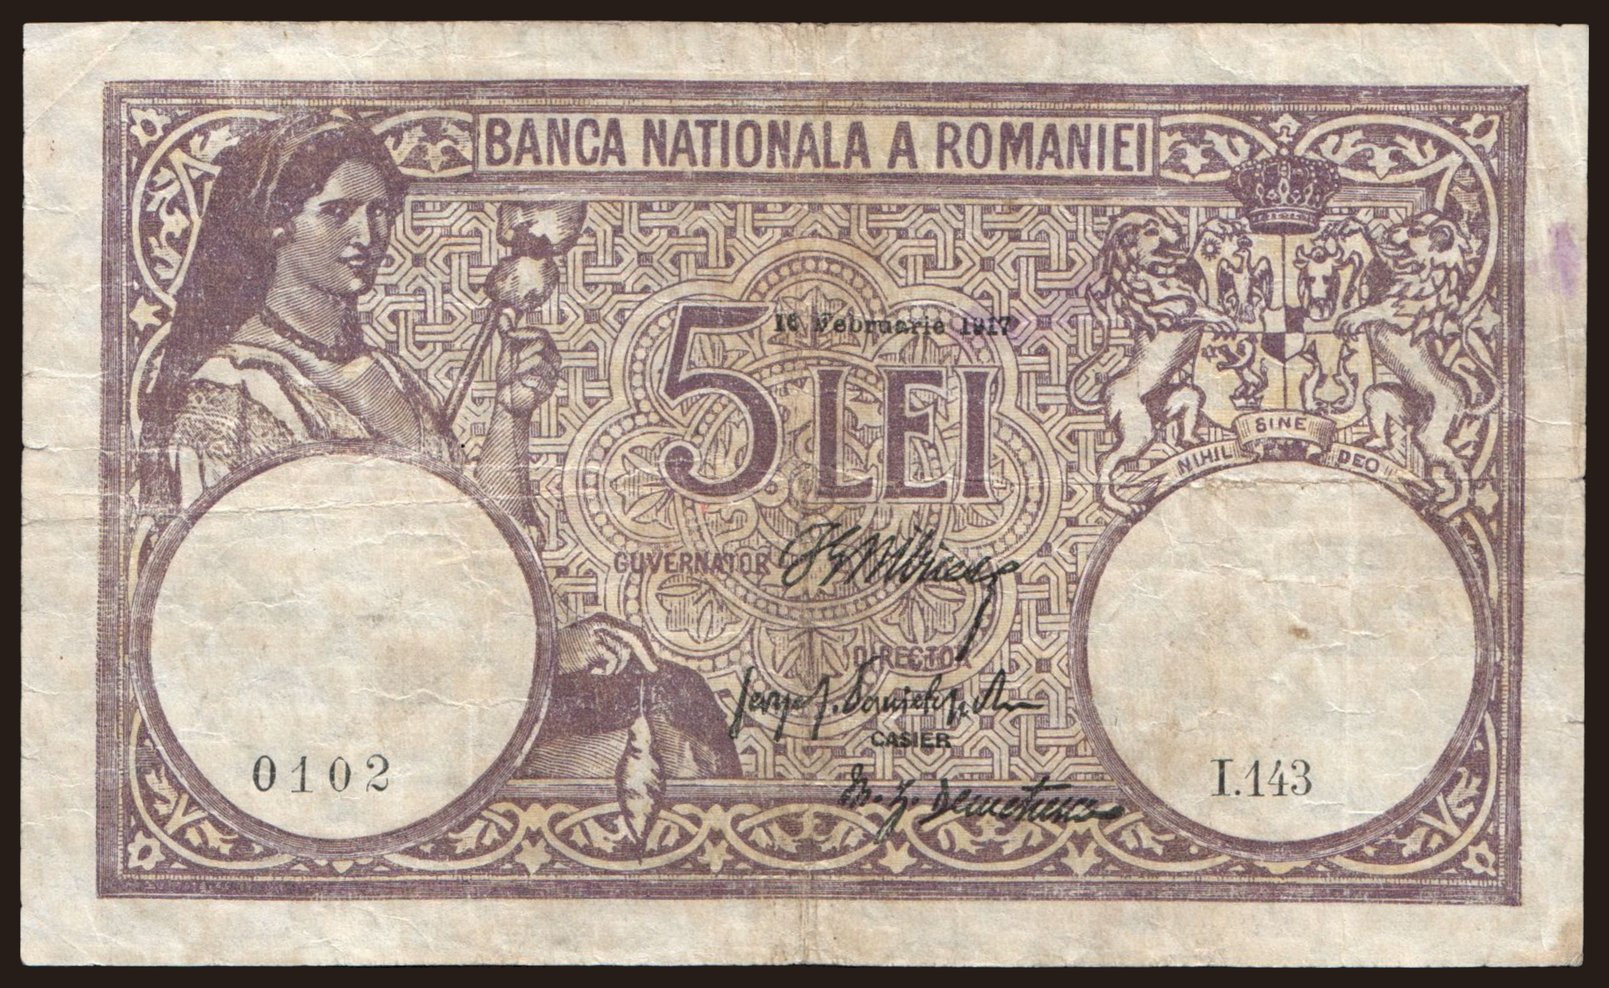 BANCA NATIONALA A ROMANIEI
16 Februarie 1917
5 LEI
SINE
NIHIL DEO
GUVERNATOR
DIRECTOR
CASIER
0102
I.143